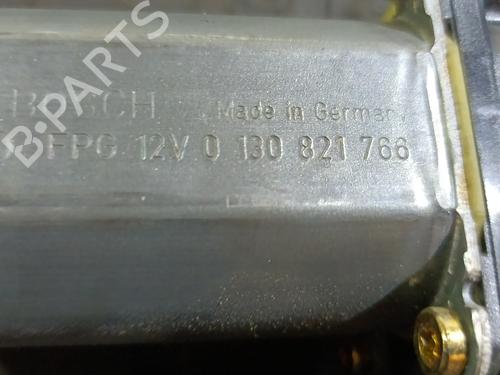 BOSCH Made in Germany
FPG 12V 0 130 821 766
B-PARTS